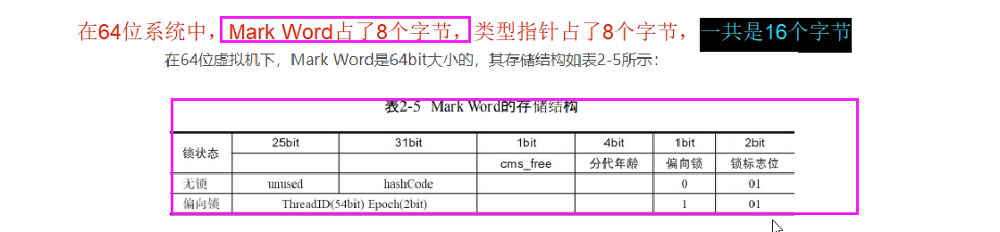 在64位系统中，Mark Word占了8个字节，类型指针占了8个字节，一共是16个字节
在64位虚拟机下，Mark Word是64bit大小的，其存储结构如表2-5所示：
表2-5 Mark Word的存储结构
锁状态 25bit 31bit 1bit 4bit 1bit 2bit
cms_free 分代年龄 偏向锁 锁标志位
无锁 unused hashCode 0 01
偏向锁 ThreadID(54bit) Epoch(2bit) 1 01